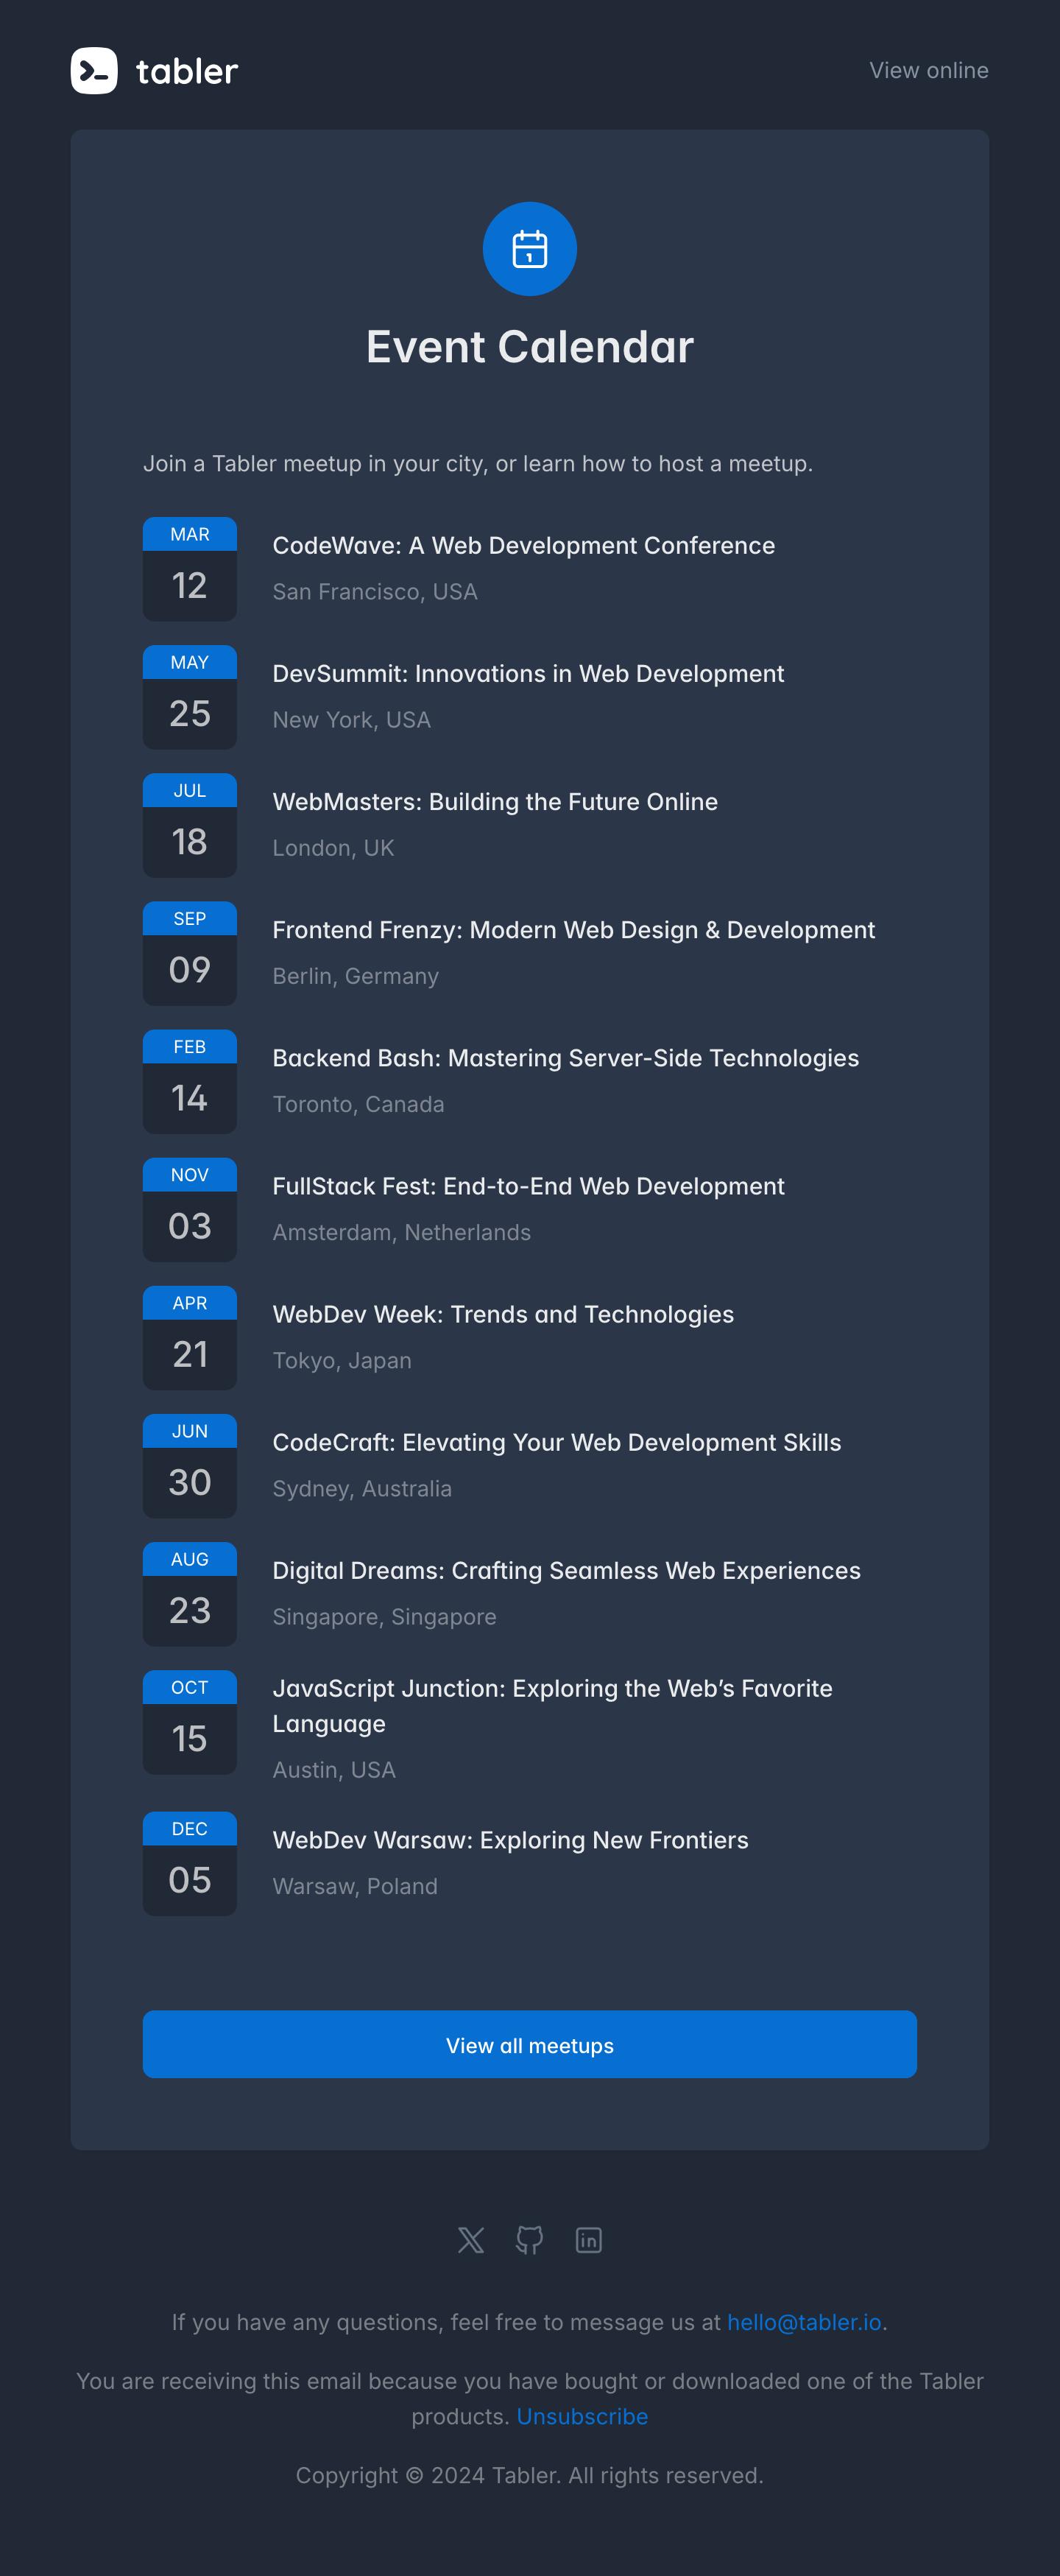 tabler
View online
Event Calendar
Join a Tabler meetup in your city, or learn how to host a meetup.
MAR
12
CodeWave: A Web Development Conference
San Francisco, USA
MAY
25
DevSummit: Innovations in Web Development
New York, USA
JUL
18
WebMasters: Building the Future Online
London, UK
SEP
09
Frontend Frenzy: Modern Web Design & Development
Berlin, Germany
FEB
14
Backend Bash: Mastering Server-Side Technologies
Toronto, Canada
NOV
03
FullStack Fest: End-to-End Web Development
Amsterdam, Netherlands
APR
21
WebDev Week: Trends and Technologies
Tokyo, Japan
JUN
30
CodeCraft: Elevating Your Web Development Skills
Sydney, Australia
AUG
23
Digital Dreams: Crafting Seamless Web Experiences
Singapore, Singapore
OCT
15
JavaScript Junction: Exploring the Web’s Favorite
Language
Austin, USA
DEC
05
WebDev Warsaw: Exploring New Frontiers
Warsaw, Poland
View all meetups
If you have any questions, feel free to message us at hello@tabler.io.
You are receiving this email because you have bought or downloaded one of the Tabler
products. Unsubscribe
Copyright © 2024 Tabler. All rights reserved.